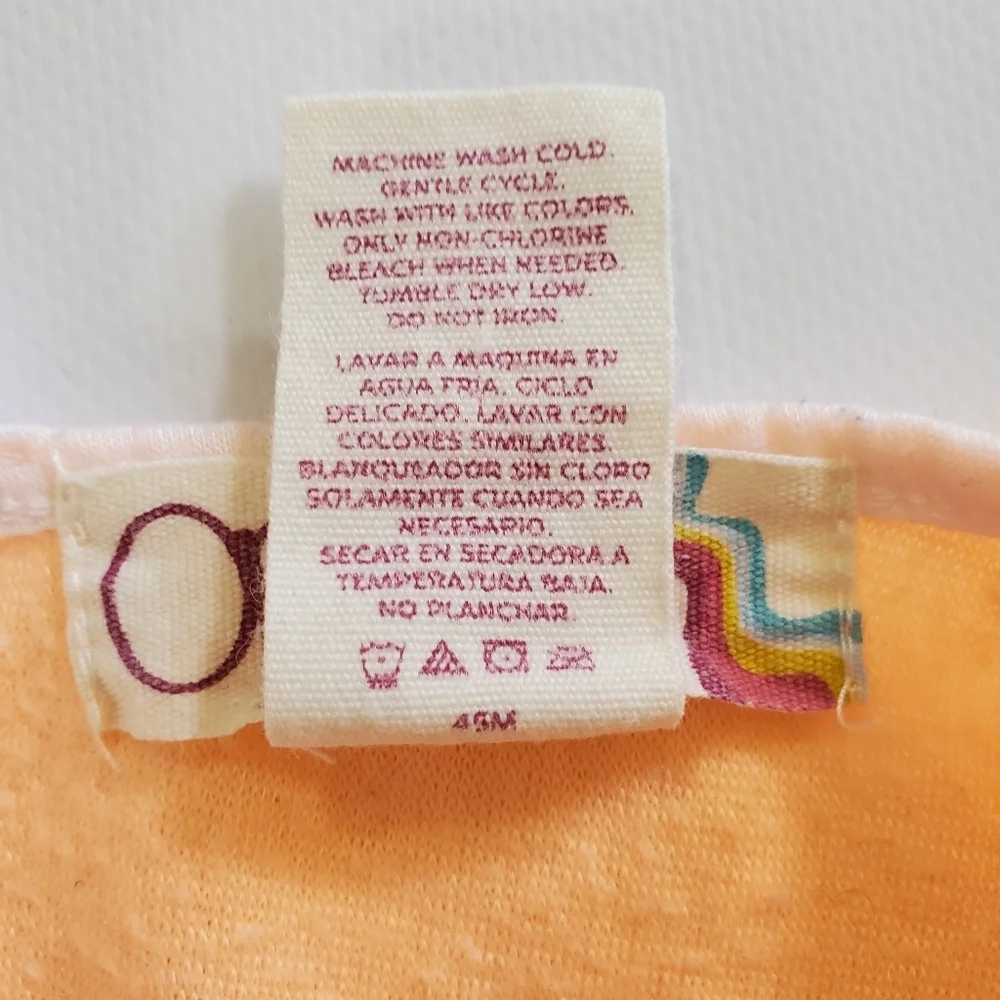 MACHINE WASH COLD.
GENTLE CYCLE.
WASH WITH LIKE COLORS.
ONLY NON-CHLORINE
BLEACH WHEN NEEDED.
TUMBLE DRY LOW.
DO NOT IRON.
LAVAR A MAQUINA EN
AGUA FRIA. CICLO
DELICADO. LAVAR CON
COLORES SIMILARES.
BLANQUEADOR SIN CLORO
SOLAMENTE CUANDO SEA
NECESARIO.
SECAR EN SECADORA A
TEMPERATURA BAJA.
NO PLANCHAR.